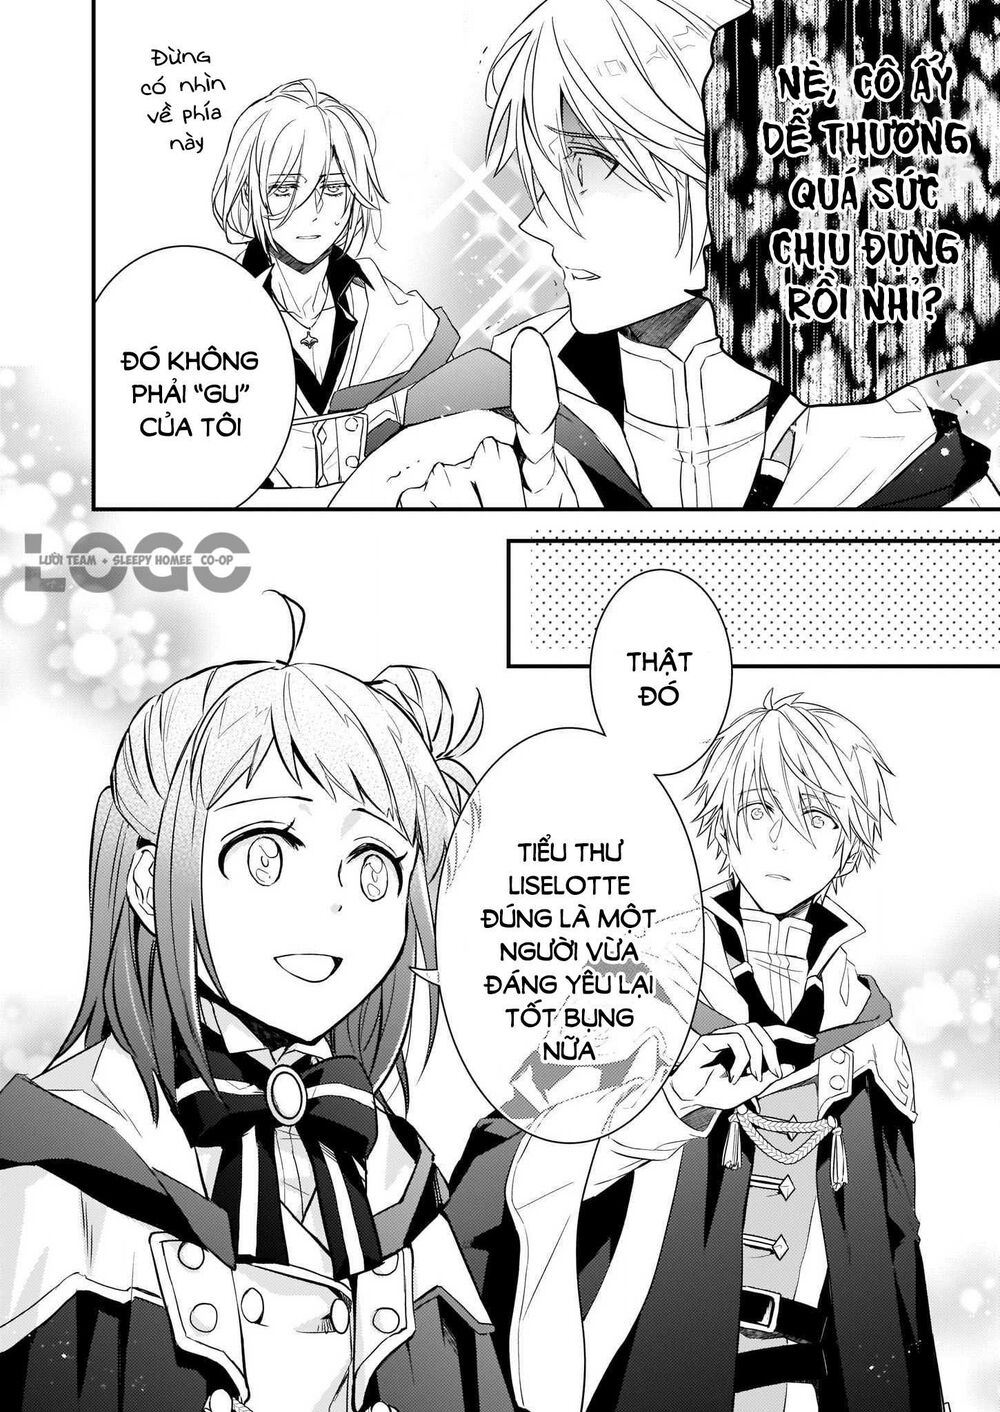 NÈ, CÔ ẤY
DỄ THƯƠNG
QUÁ SỨC
CHỊU ĐỰNG
RỒI NHỈ?
Đừng
có nhìn
về phía
này
ĐÓ KHÔNG
PHẢI "GU"
CỦA TÔI
LOGO
LƯỜI TEAM + SLEEPY HOMEE CO-OP
THẬT
ĐÓ
TIỂU THƯ
LISELOTTE
ĐÚNG LÀ MỘT
NGƯỜI VỪA
ĐÁNG YÊU LẠI
TỐT BỤNG
NỮA